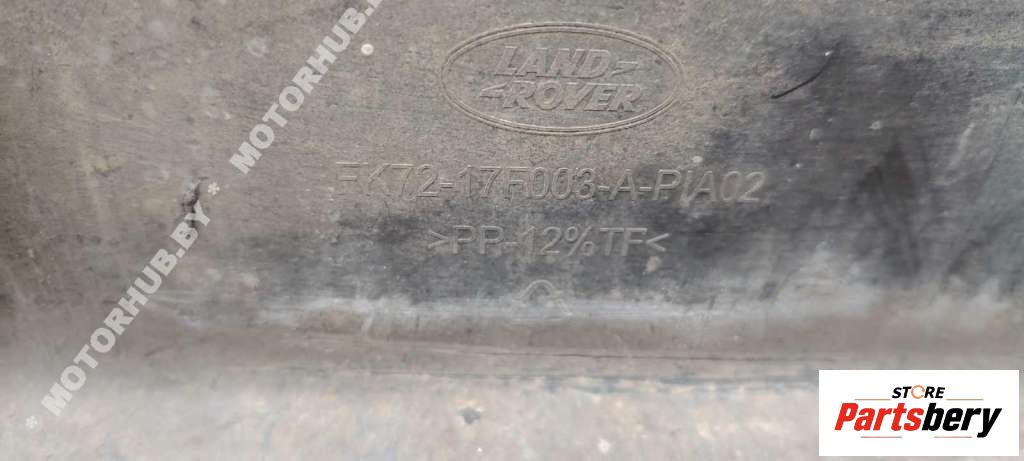 LAND
ROVER
FK72-17F003-A-PIA02
>PP-12%TF<
* MOTORHUB.BY * MOTORHUB.BY
STORE
Partsbery